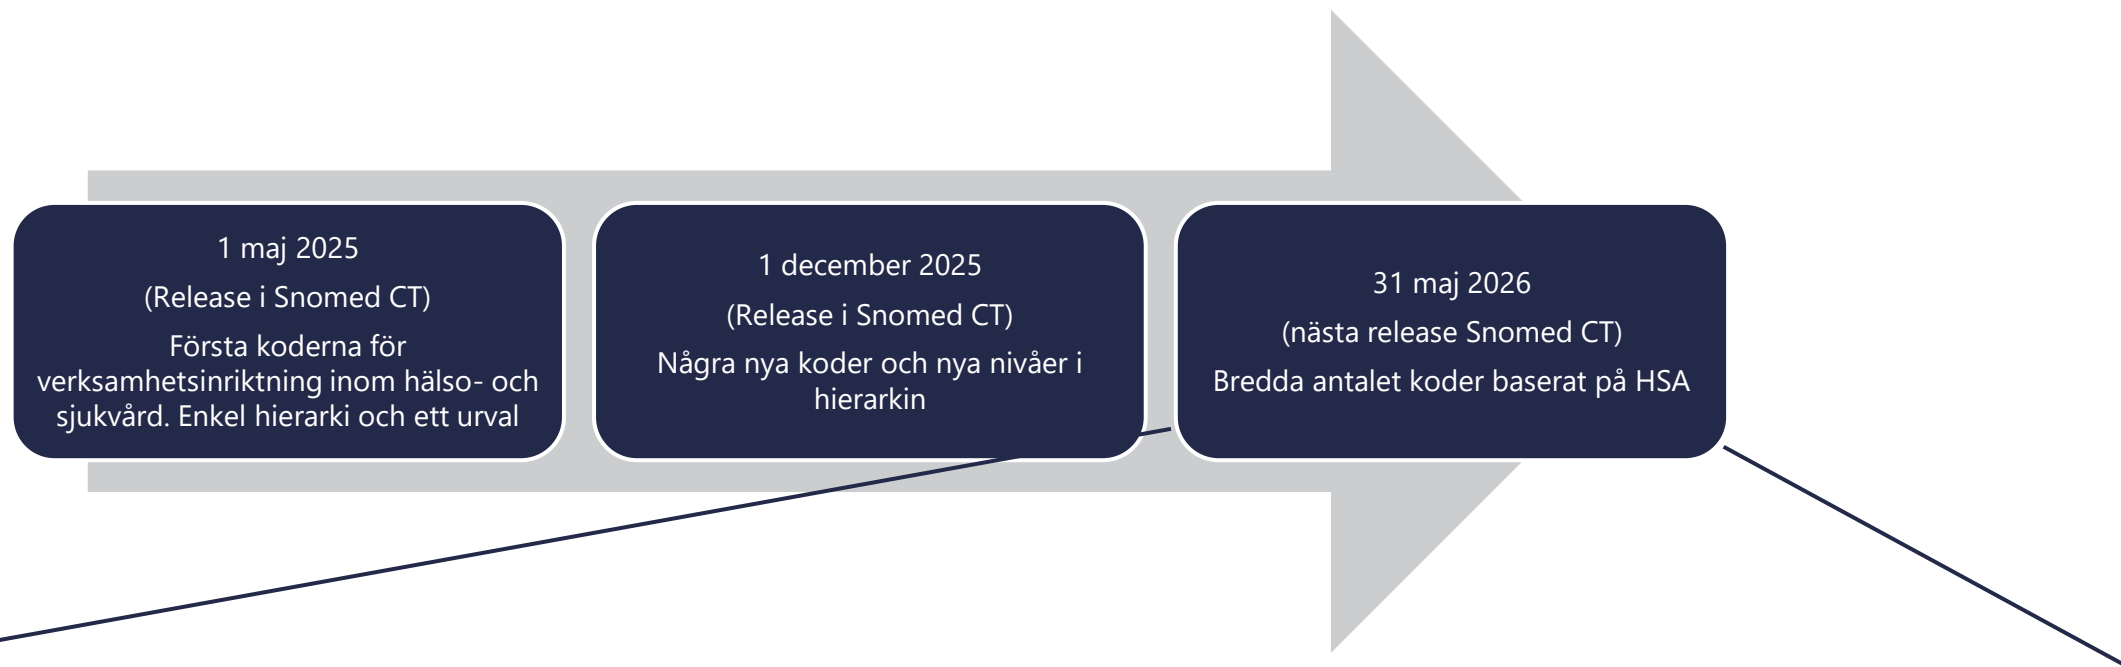 1 maj 2025
(Release i Snomed CT)
Första koderna för
verksamhetsinriktning inom hälso- och
sjukvård. Enkel hierarki och ett urval
1 december 2025
(Release i Snomed CT)
Några nya koder och nya nivåer i
hierarkin
31 maj 2026
(nästa release Snomed CT)
Bredda antalet koder baserat på HSA